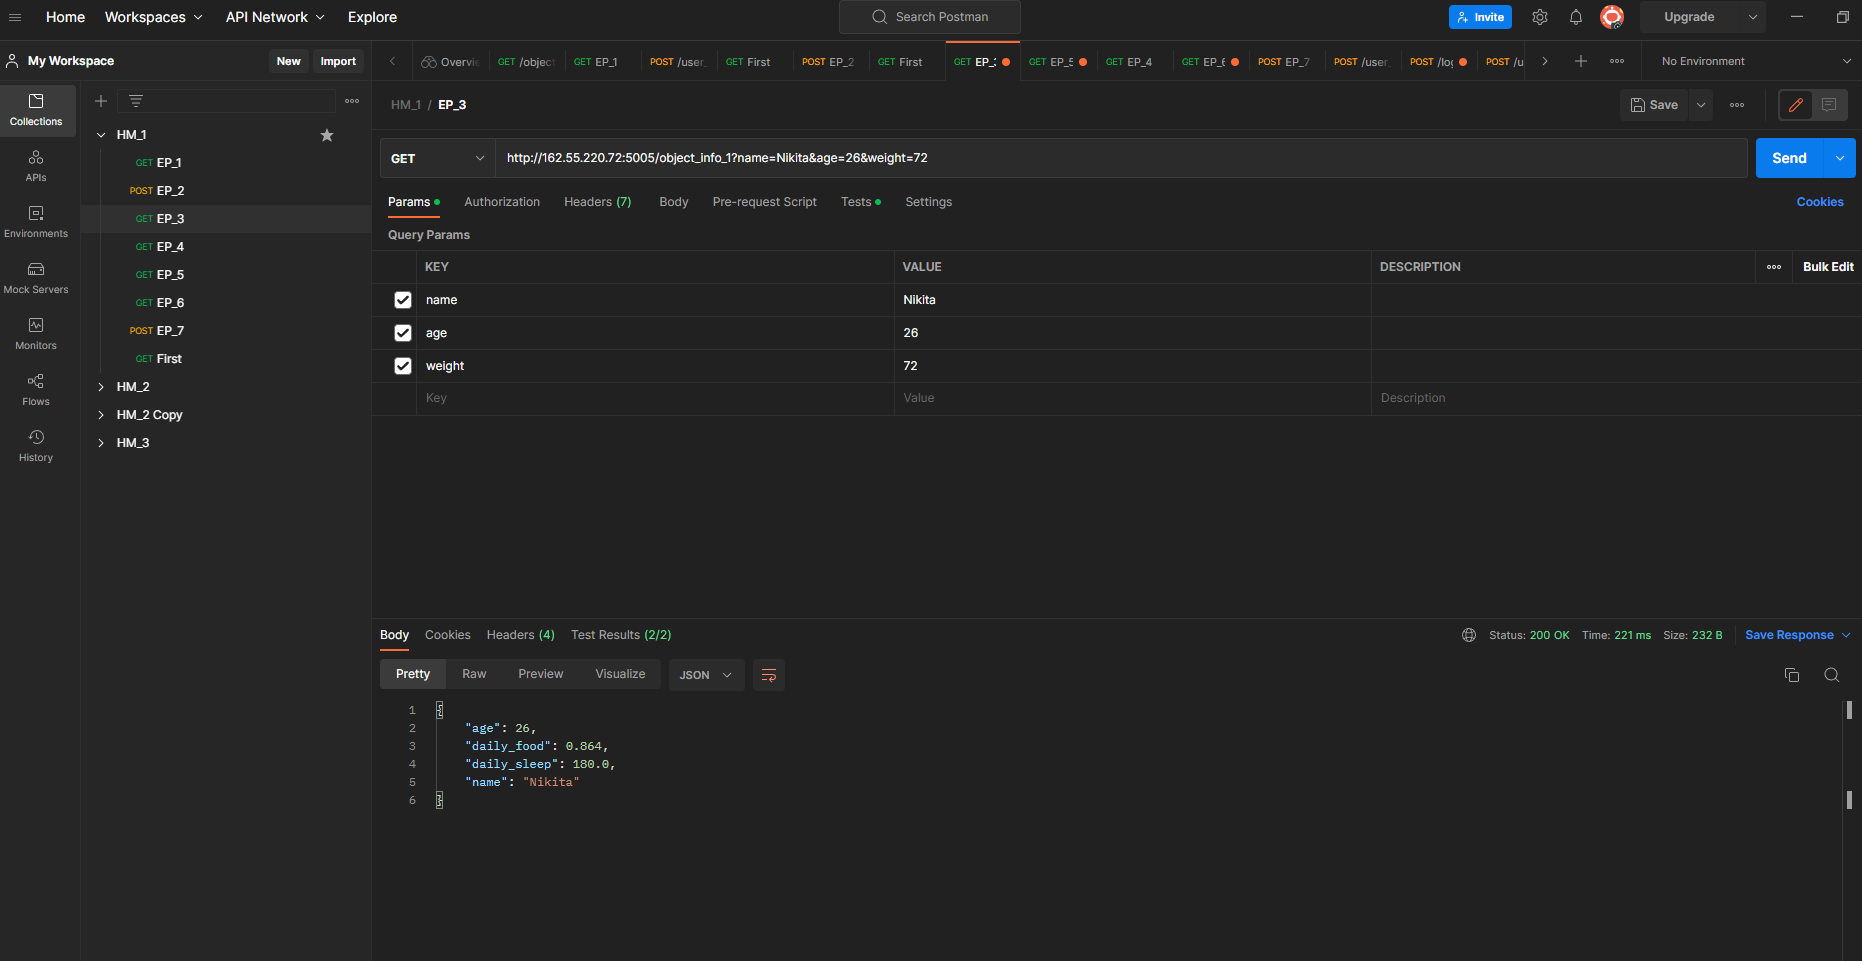 Home Workspaces API Network Explore Search Postman Invite Upgrade
My Workspace New Import
Overvie GET /object GET EP_1 POST /user_ GET First POST EP_2 GET First GET EP_3 GET EP_5 GET EP_4 GET EP_6 POST EP_7 POST /user_ POST /log POST /u No Environment
Collections
APIs
Environments
Mock Servers
Monitors
Flows
History
HM_1
GET EP_1
POST EP_2
GET EP_3
GET EP_4
GET EP_5
GET EP_6
POST EP_7
GET First
HM_2
HM_2 Copy
HM_3
HM_1 / EP_3 Save
GET http://162.55.220.72:5005/object_info_1?name=Nikita&age=26&weight=72 Send
Params Authorization Headers (7) Body Pre-request Script Tests Settings Cookies
Query Params
KEY VALUE DESCRIPTION Bulk Edit
name Nikita
age 26
weight 72
Key Value Description
Body Cookies Headers (4) Test Results (2/2) Status: 200 OK Time: 221 ms Size: 232 B Save Response
Pretty Raw Preview Visualize JSON
1 {
2 "age": 26,
3 "daily_food": 0.864,
4 "daily_sleep": 180.0,
5 "name": "Nikita"
6 }